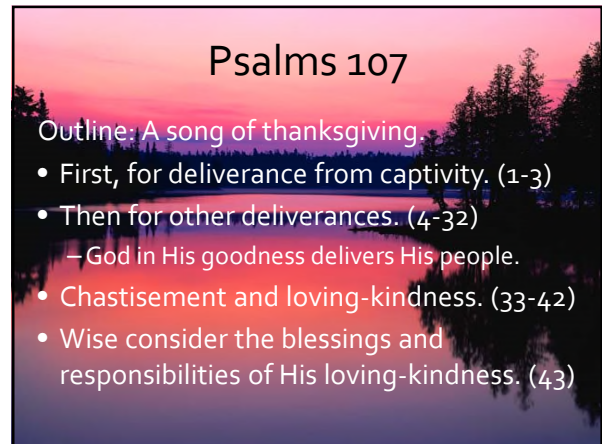 Psalms 107
Outline: A song of thanksgiving.
• First, for deliverance from captivity. (1-3)
• Then for other deliverances. (4-32)
–God in His goodness delivers His people.
• Chastisement and loving-kindness. (33-42)
• Wise consider the blessings and
responsibilities of His loving-kindness. (43)